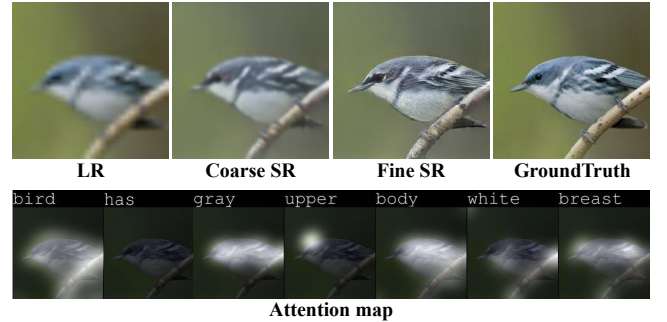 LR Coarse SR Fine SR GroundTruth
bird has gray upper body white breast
Attention map